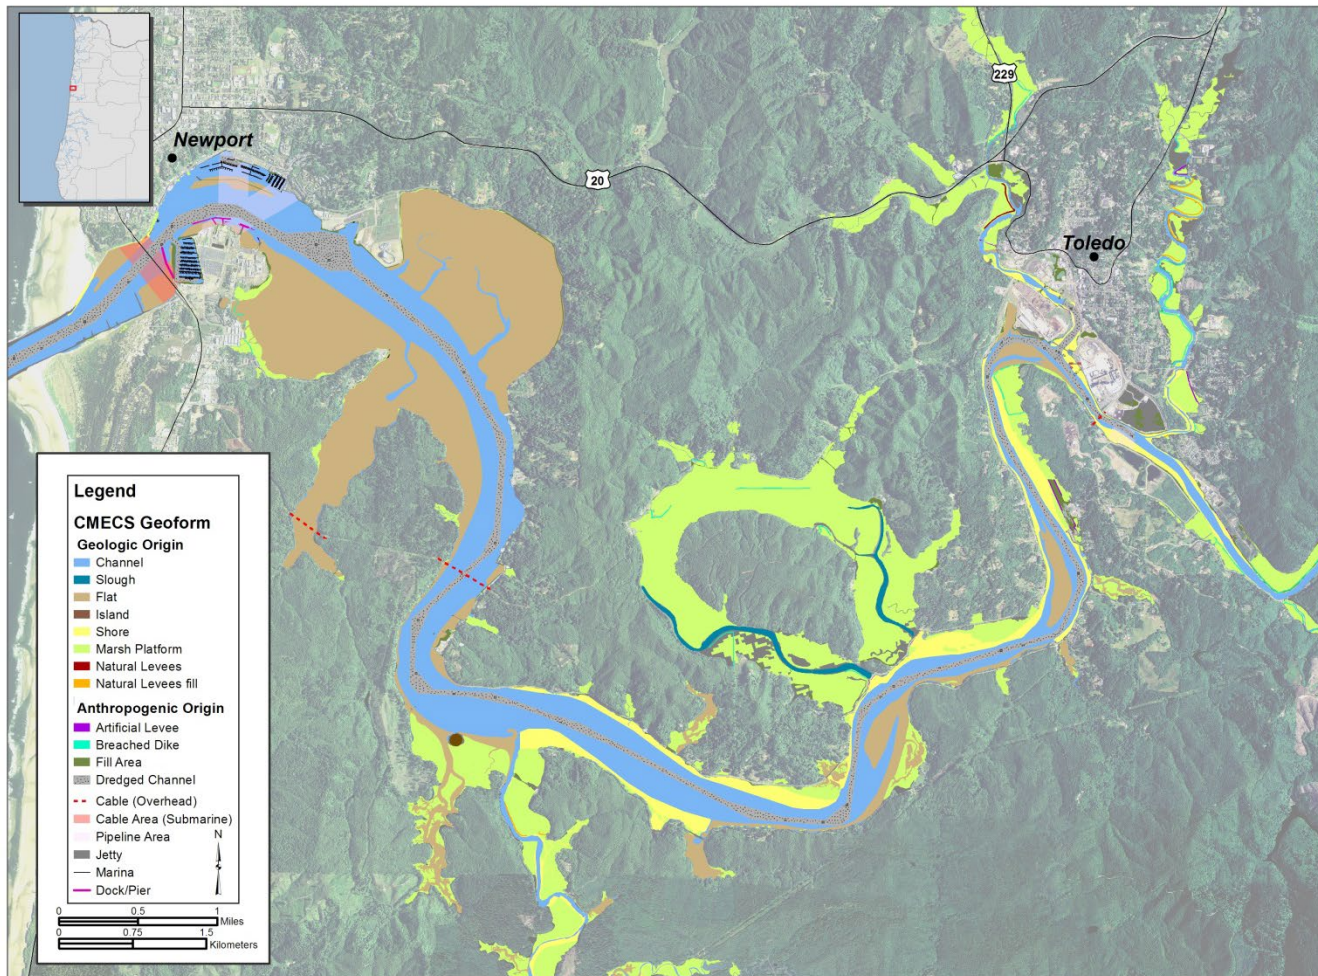 Newport
229
20
Toledo
Legend
CMECS Geoform
Geologic Origin
Channel
Slough
Flat
Island
Shore
Marsh Platform
Natural Levees
Natural Levees fill
Anthropogenic Origin
Artificial Levee
Breached Dike
Fill Area
Dredged Channel
Cable (Overhead)
Cable Area (Submarine)
Pipeline Area
N
Jetty
Marina
Dock/Pier
0 0.5 1
Miles
0 0.75 1.5
Kilometers